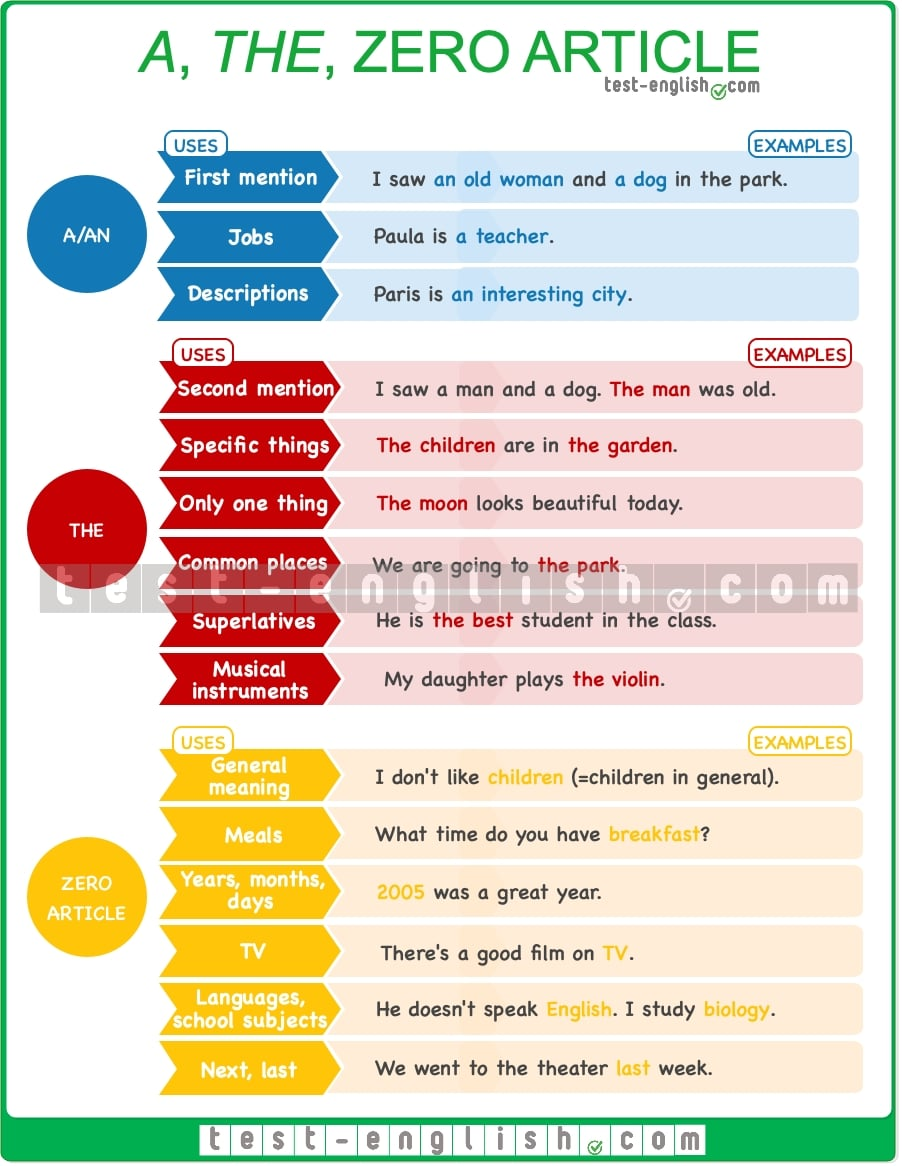 A, THE, ZERO ARTICLE
test-english.com
USES
EXAMPLES
A/AN
First mention
I saw an old woman and a dog in the park.
Jobs
Paula is a teacher.
Descriptions
Paris is an interesting city.
USES
EXAMPLES
THE
Second mention
I saw a man and a dog. The man was old.
Specific things
The children are in the garden.
Only one thing
The moon looks beautiful today.
Common places
We are going to the park.
test-english.com
Superlatives
He is the best student in the class.
Musical
instruments
My daughter plays the violin.
USES
EXAMPLES
ZERO
ARTICLE
General
meaning
I don't like children (=children in general).
Meals
What time do you have breakfast?
Years, months,
days
2005 was a great year.
TV
There's a good film on TV.
Languages,
school subjects
He doesn't speak English. I study biology.
Next, last
We went to the theater last week.
test-english.com